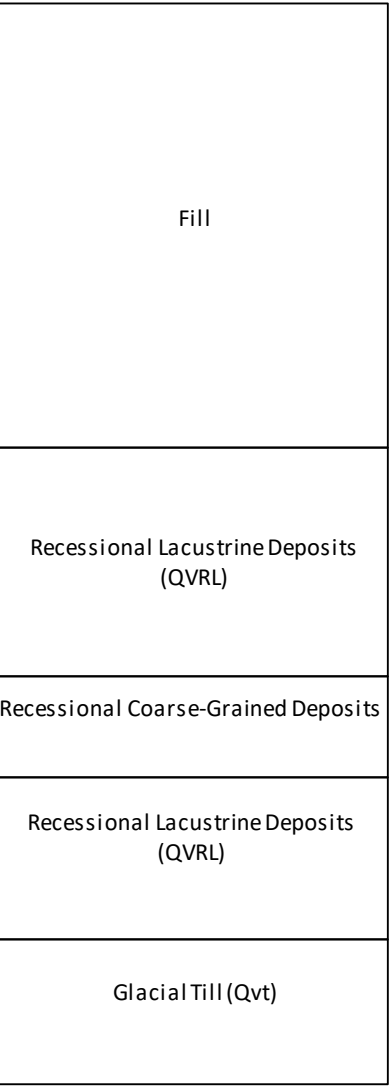 Fill
Recessional Lacustrine Deposits
(QVRL)
Recessional Coarse-Grained Deposits
Recessional Lacustrine Deposits
(QVRL)
Glacial Till (Qvt)